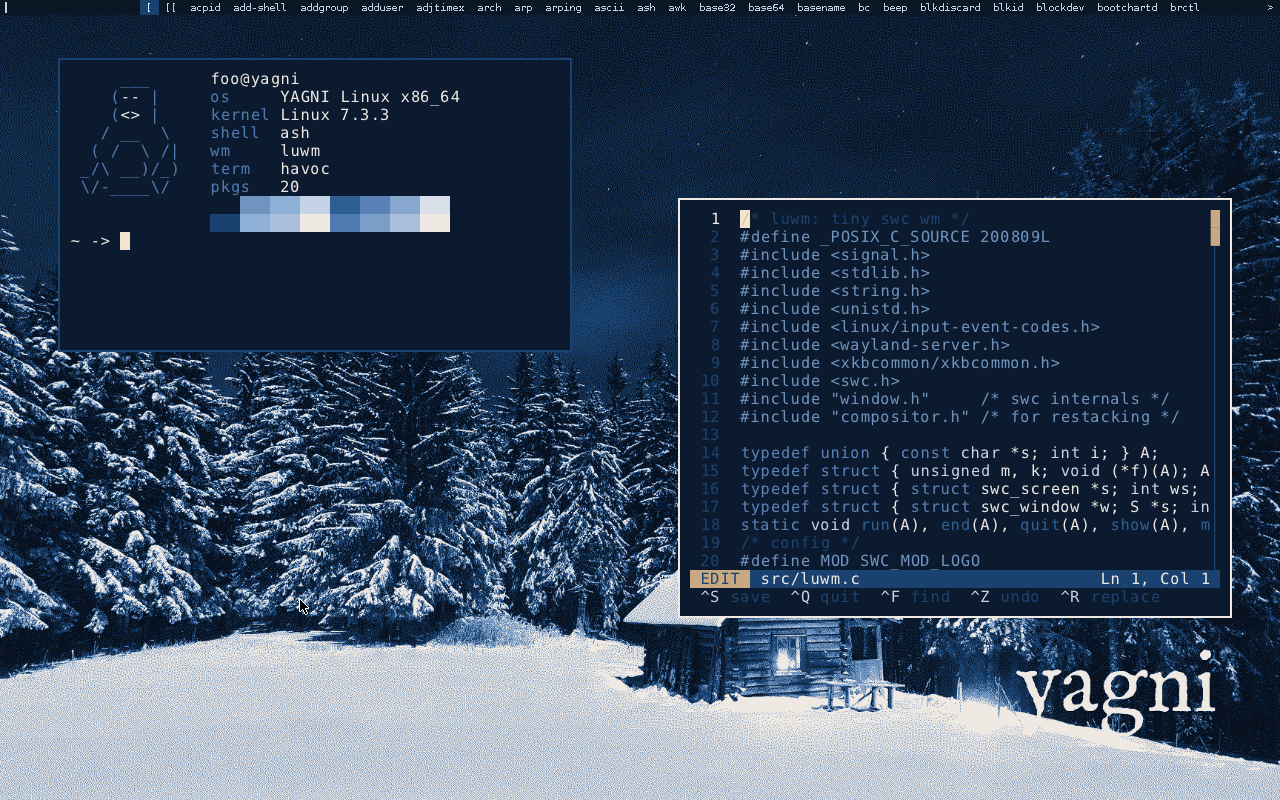 [ [[ acpid add-shell addgroup adduser adjtimex arch arp arping ascii ash awk base32 base64 basename bc beep blkdiscard blkid blockdev bootchartd brctl >
foo@yagni
os YAGNI Linux x86_64
kernel Linux 7.3.3
shell ash
wm luwm
term havoc
pkgs 20
~ ->
1 /* luwm: tiny swc wm */
2 #define _POSIX_C_SOURCE 200809L
3 #include <signal.h>
4 #include <stdlib.h>
5 #include <string.h>
6 #include <unistd.h>
7 #include <linux/input-event-codes.h>
8 #include <wayland-server.h>
9 #include <xkbcommon/xkbcommon.h>
10 #include <swc.h>
11 #include "window.h" /* swc internals */
12 #include "compositor.h" /* for restacking */
13
14 typedef union { const char *s; int i; } A;
15 typedef struct { unsigned m, k; void (*f)(A); A
16 typedef struct { struct swc_screen *s; int ws;
17 typedef struct { struct swc_window *w; S *s; in
18 static void run(A), end(A), quit(A), show(A), m
19 /* config */
20 #define MOD SWC_MOD_LOGO
EDIT src/luwm.c Ln 1, Col 1
^S save ^Q quit ^F find ^Z undo ^R replace
yagni